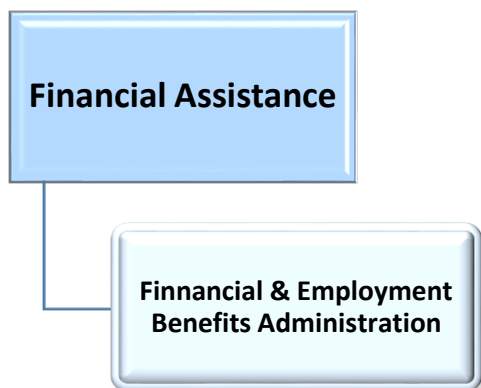 Financial Assistance
Finnancial & Employment
Benefits Administration